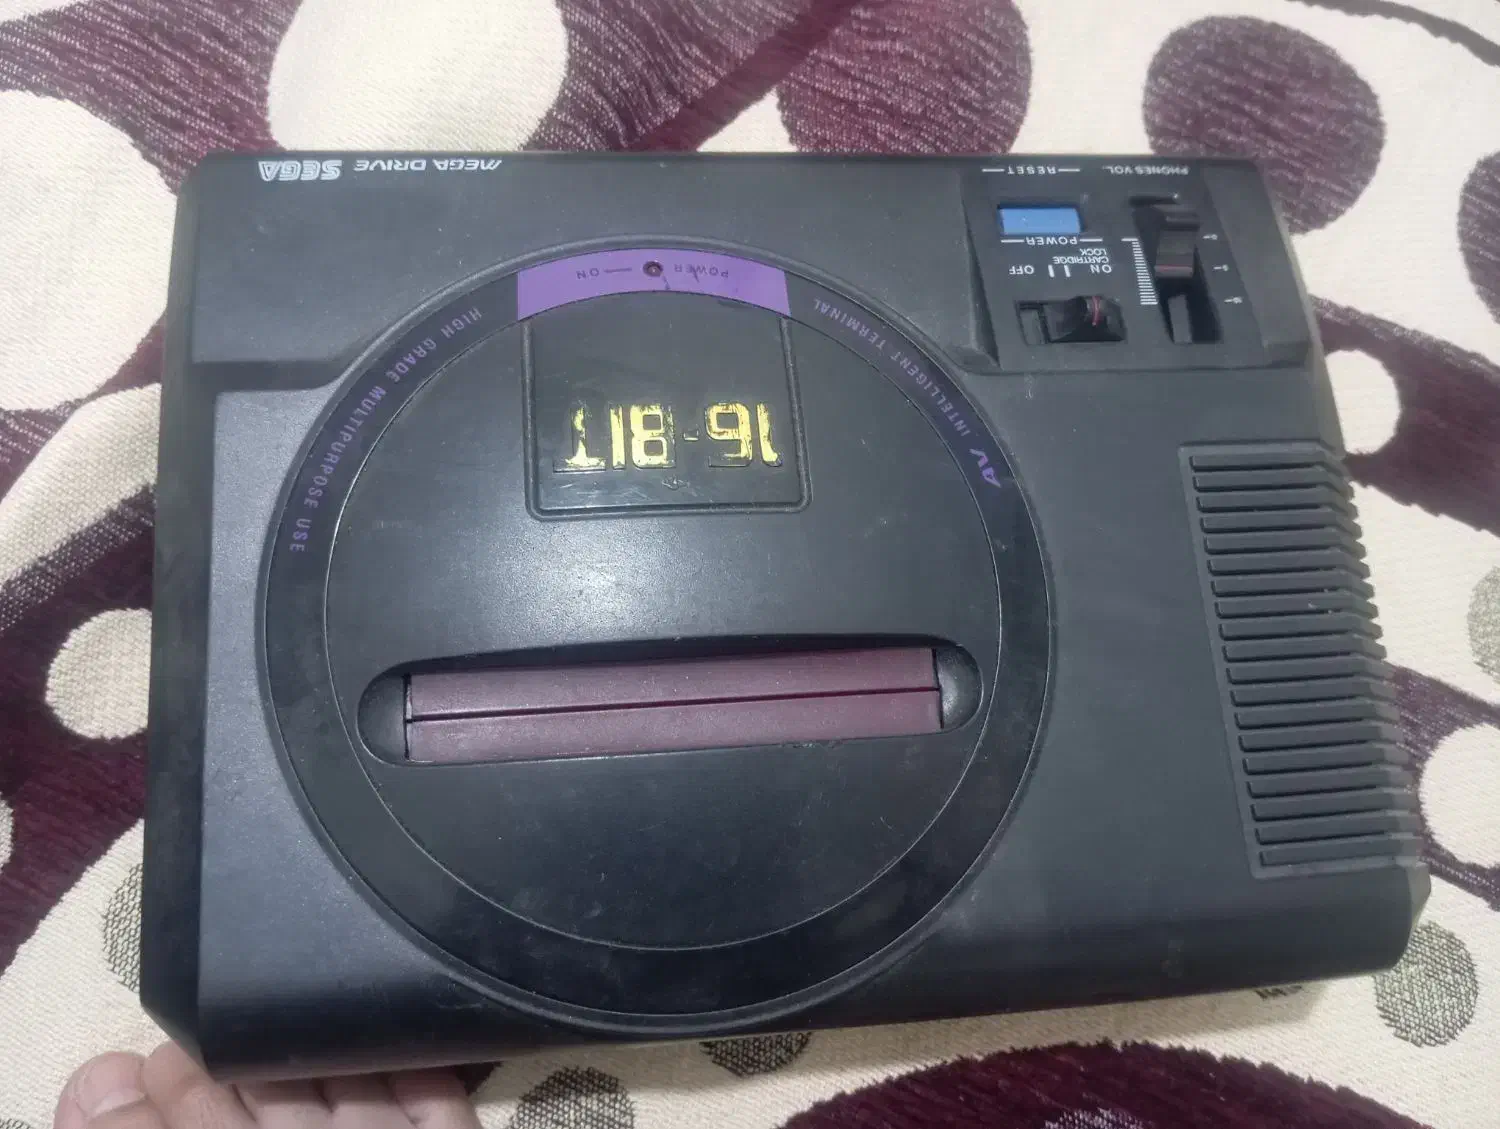 SEGA MEGA DRIVE
PHONES VOL.
RESET
POWER
CARTRIDGE
LOCK
ON
OFF
POWER
ON
HIGH GRADE MULTIPURPOSE USE
AV INTELLIGENT TERMINAL
16-BIT